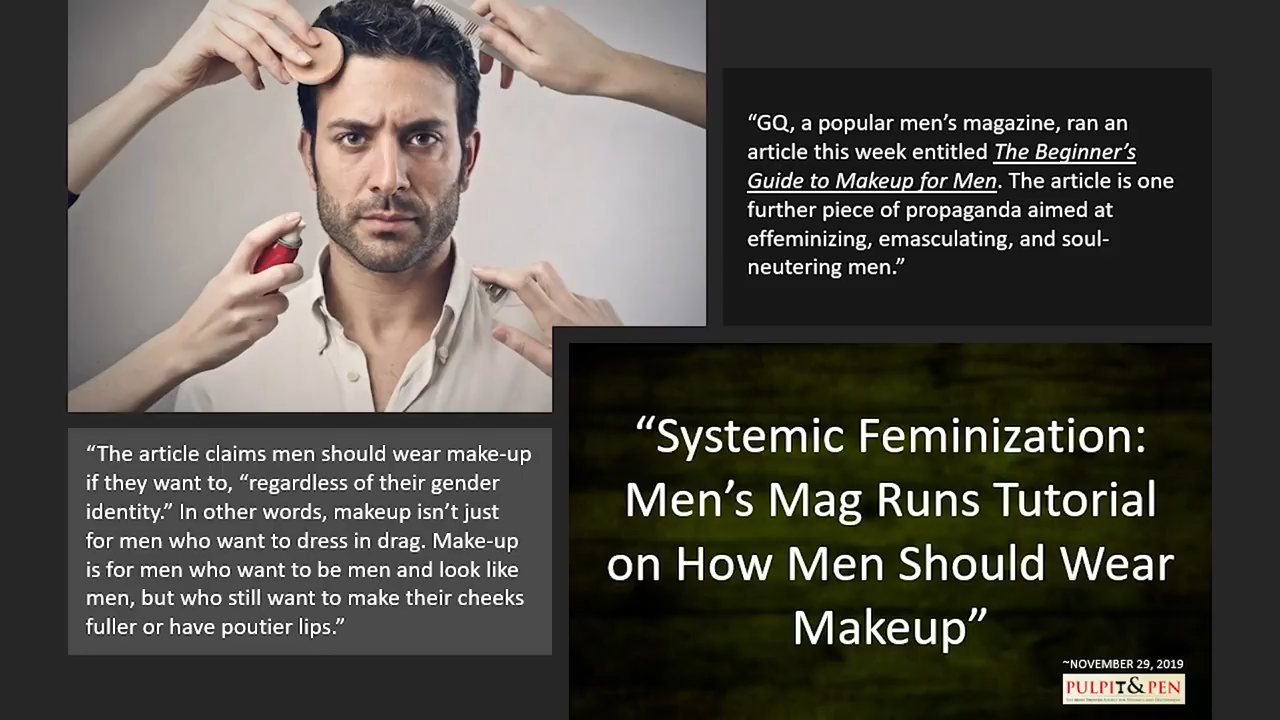 “GQ, a popular men’s magazine, ran an
article this week entitled The Beginner’s
Guide to Makeup for Men. The article is one
further piece of propaganda aimed at
effeminizing, emasculating, and soul-
neutering men.”
“The article claims men should wear make-up
if they want to, “regardless of their gender
identity.” In other words, makeup isn’t just
for men who want to dress in drag. Make-up
is for men who want to be men and look like
men, but who still want to make their cheeks
fuller or have poutier lips.”
“Systemic Feminization:
Men’s Mag Runs Tutorial
on How Men Should Wear
Makeup”
~NOVEMBER 29, 2019
PULPIT&PEN